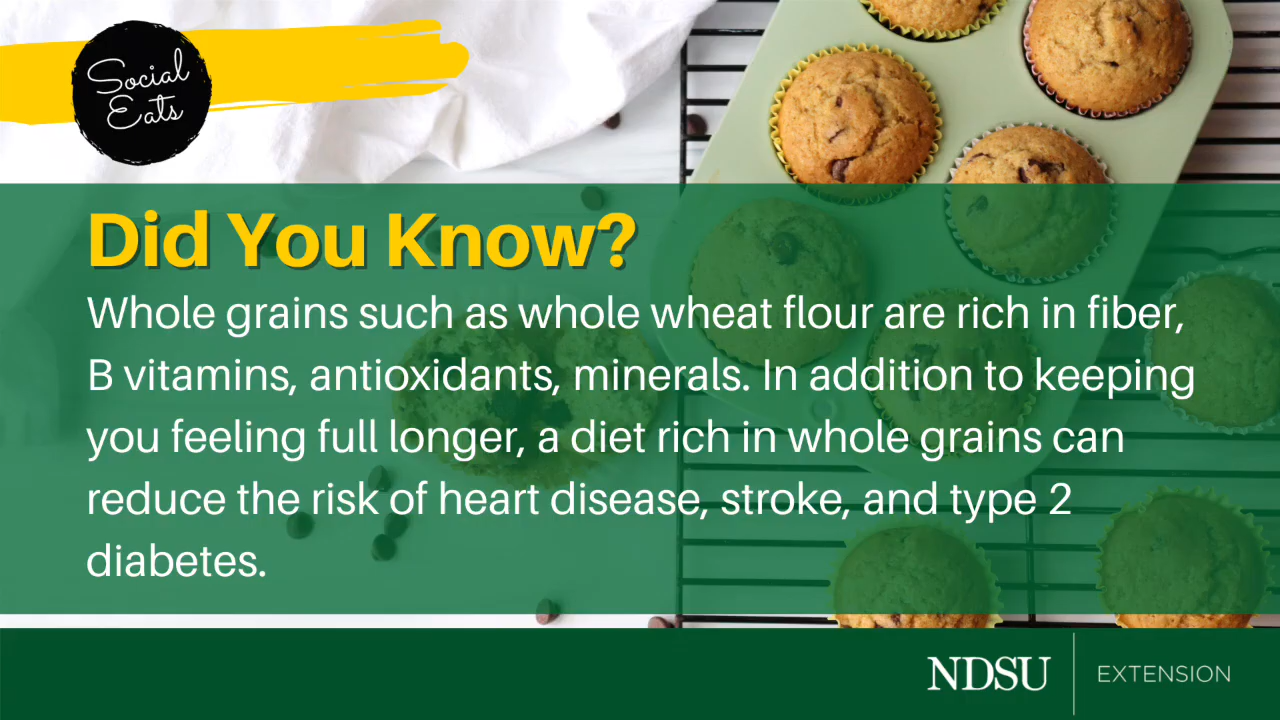 Social
Eats
Did You Know?
Whole grains such as whole wheat flour are rich in fiber,
B vitamins, antioxidants, minerals. In addition to keeping
you feeling full longer, a diet rich in whole grains can
reduce the risk of heart disease, stroke, and type 2
diabetes.
NDSU EXTENSION